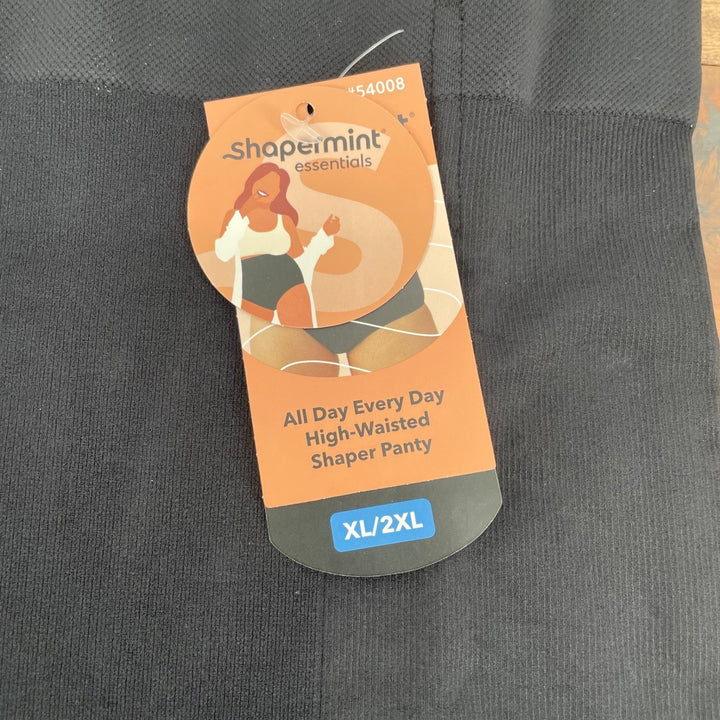 #54008
Shapermint®
essentials
All Day Every Day
High-Waisted
Shaper Panty
XL/2XL